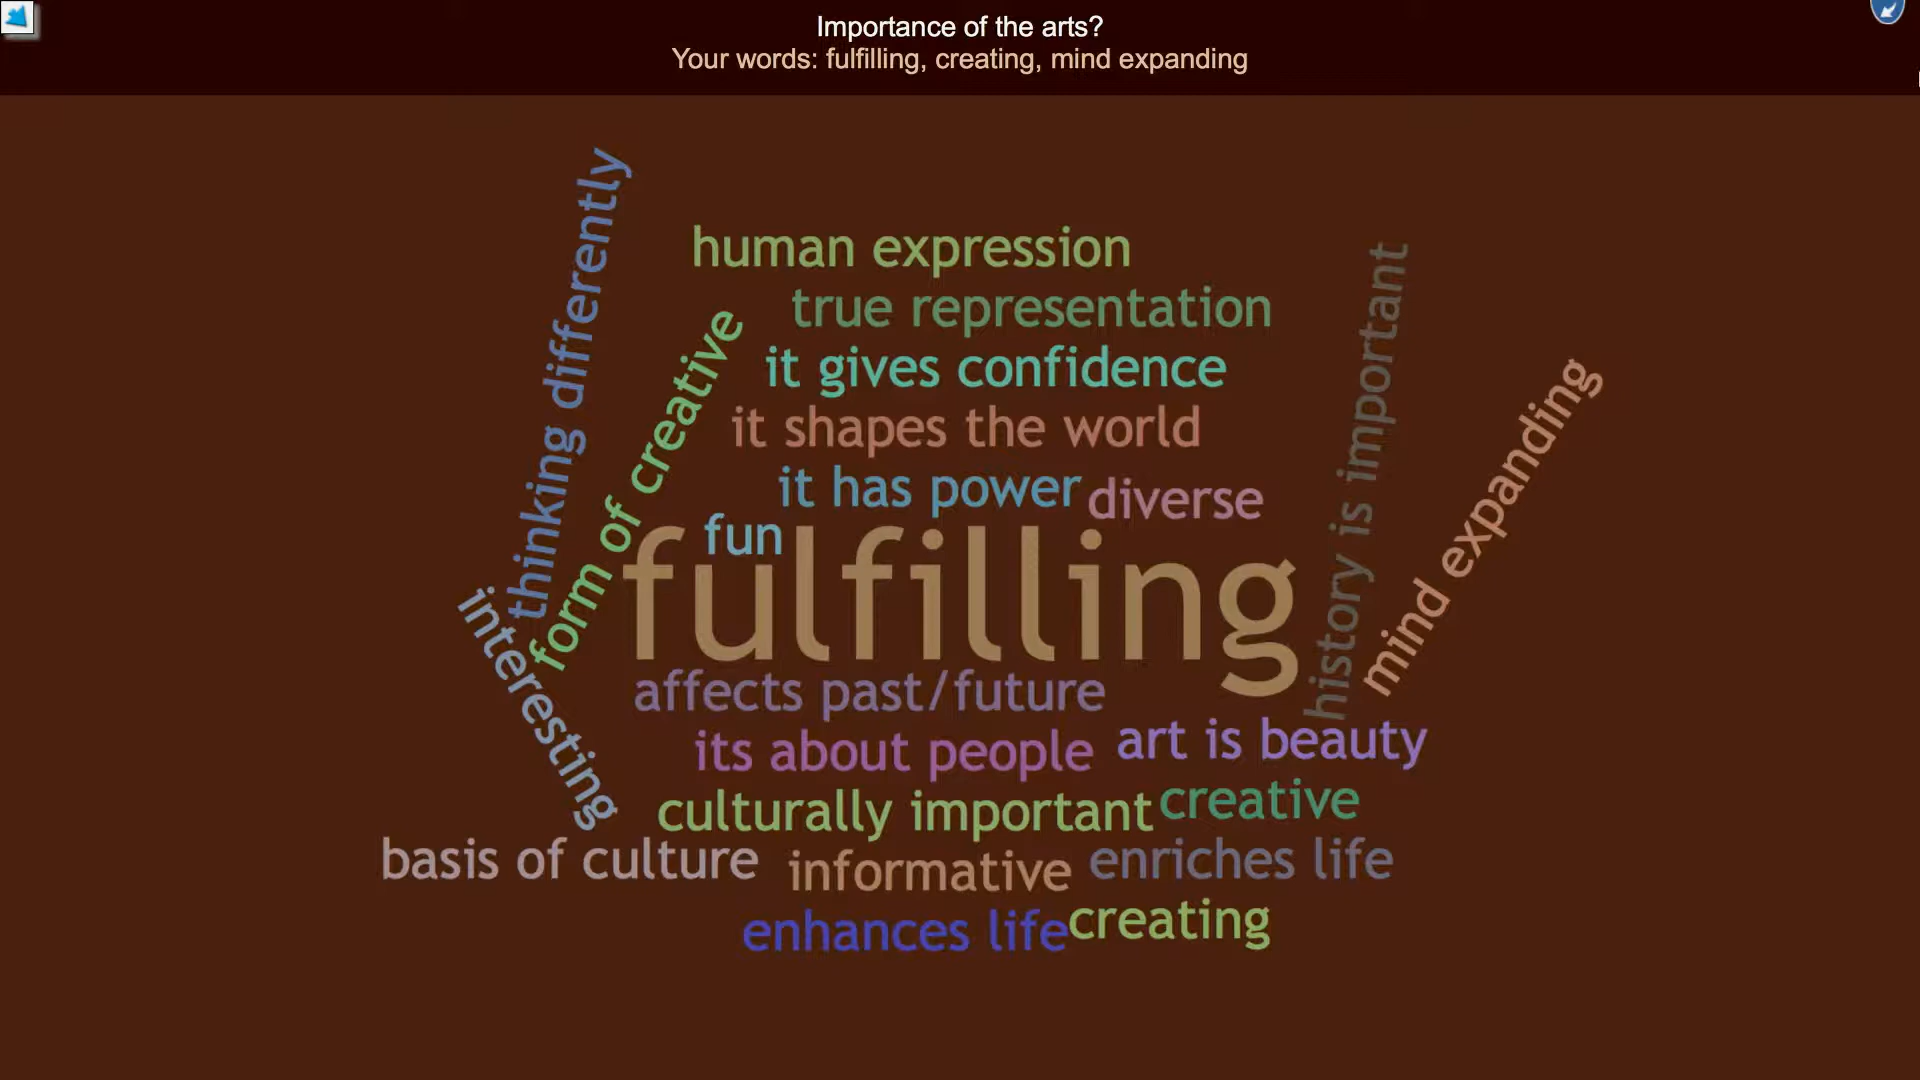 Importance of the arts?
Your words: fulfilling, creating, mind expanding
thinking differently
human expression
true representation
form of creative
it gives confidence
it shapes the world
history is important
mind expanding
it has power
diverse
fun
fulfilling
interesting
affects past/future
its about people
art is beauty
culturally important
creative
basis of culture
informative
enriches life
enhances life
creating